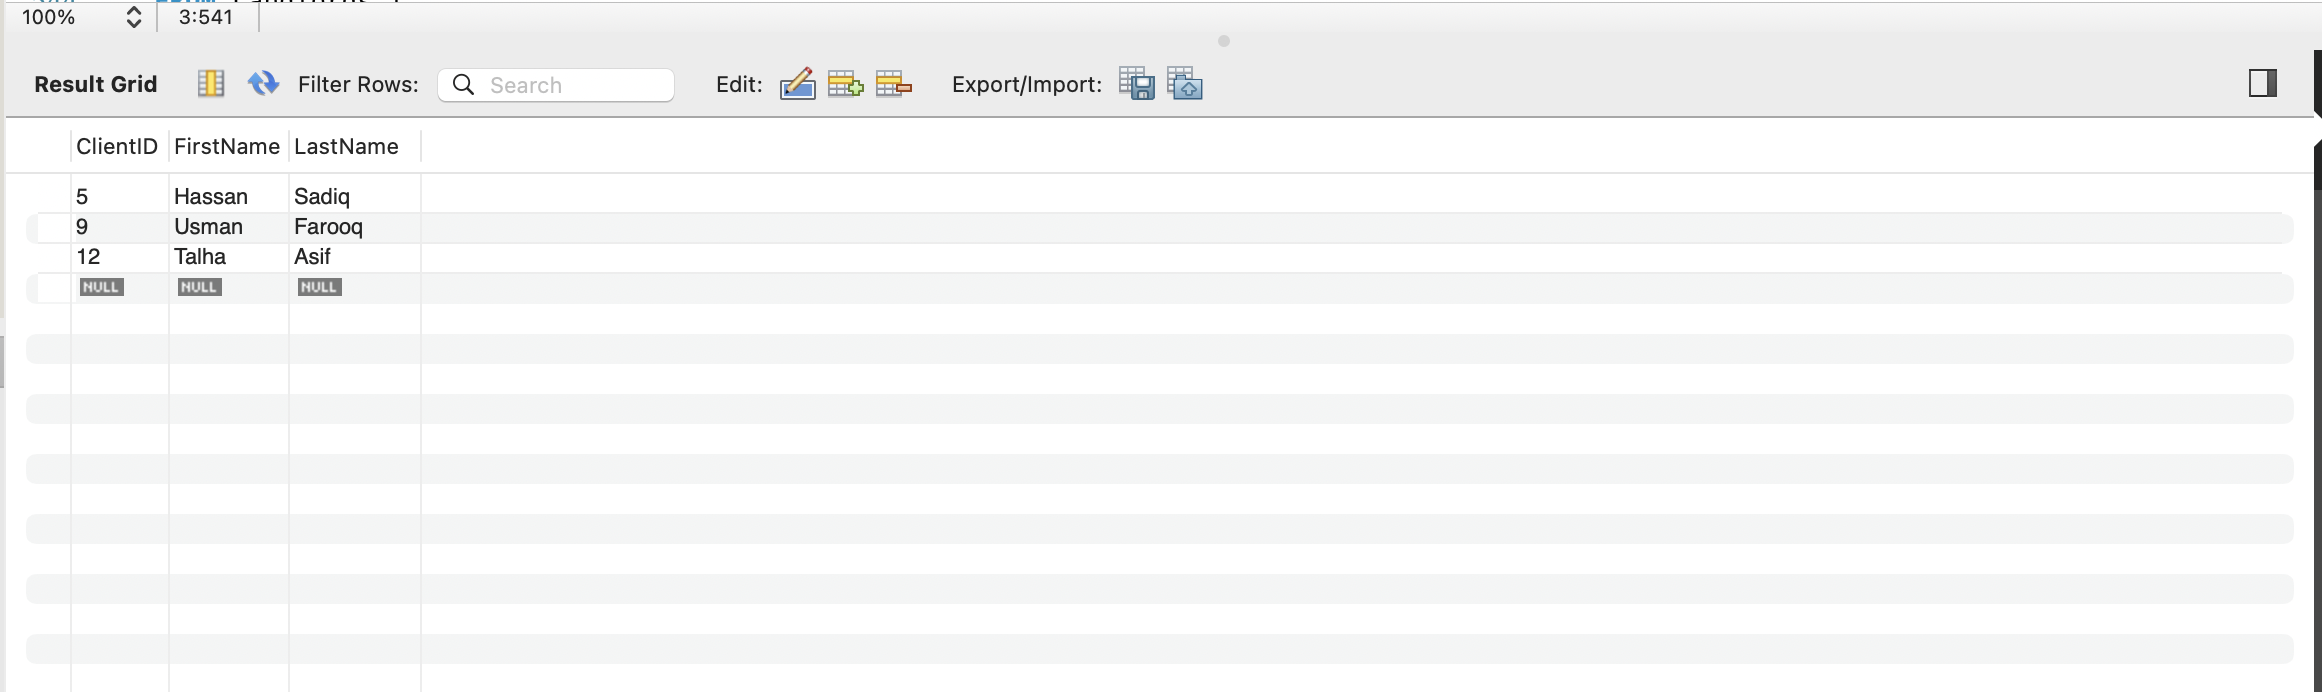 100% 3:541
Result Grid Filter Rows: Search Edit: Export/Import:
ClientID FirstName LastName
5 Hassan Sadiq
9 Usman Farooq
12 Talha Asif
NULL NULL NULL